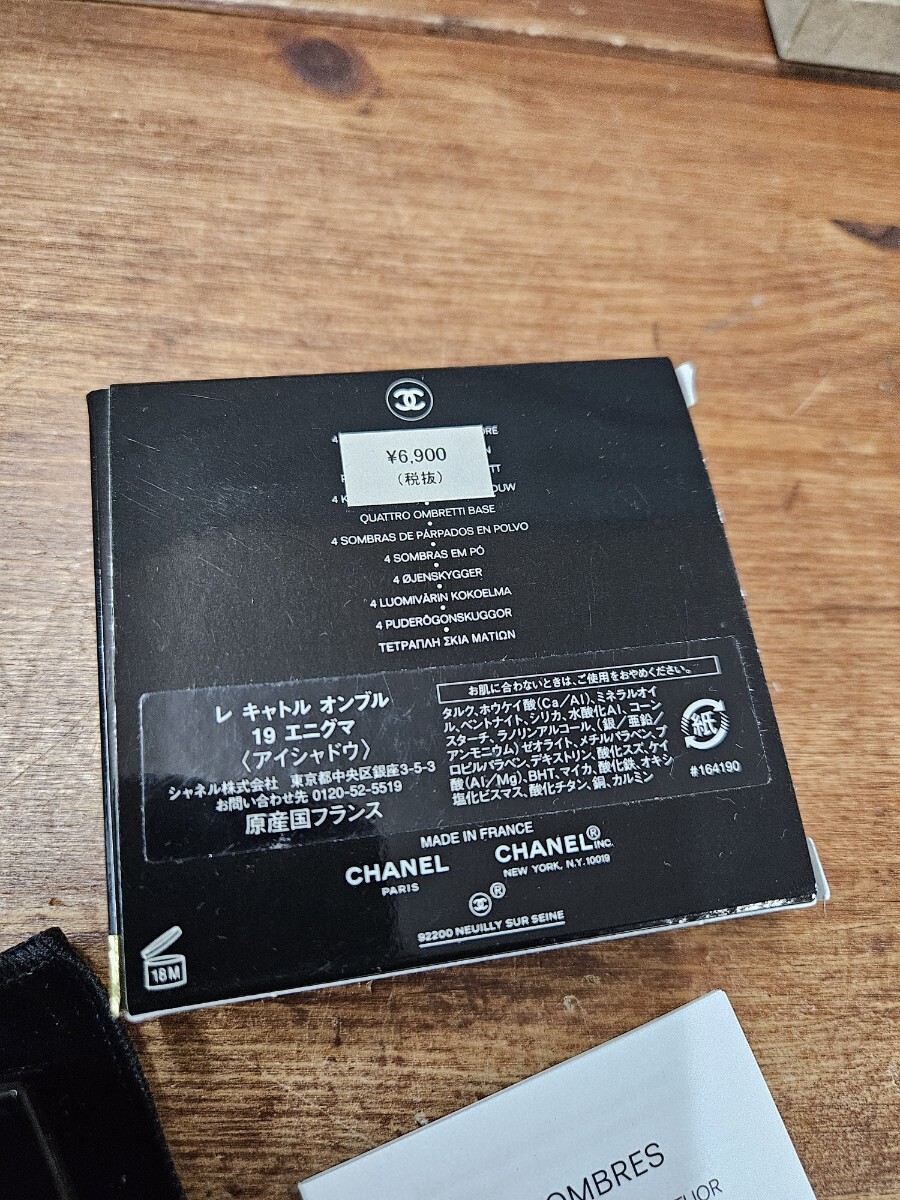 ORE
¥6,900
N
(税抜)
TT
4 K
OUW
QUATTRO OMBRETTI BASE
4 SOMBRAS DE PÁRPADOS EN POLVO
4 SOMBRAS EM PÓ
4 ØJENSKYGGER
4 LUOMIVÄRIN KOKOELMA
4 PUDERÖGONSKUGGOR
ΤΕΤΡΑΠΛΗ ΣΚΙΑ ΜΑΤΙΩΝ
レ キャトル オンブル
19 エニグマ
〈アイシャドウ〉
シャネル株式会社 東京都中央区銀座3-5-3
お問い合わせ先 0120-52-5519
原産国フランス
お肌に合わないときは、ご使用をおやめください。
タルク、ホウケイ酸(Ca/Al)、ミネラルオイ
ル、ベントナイト、シリカ、水酸化Al、コーン
スターチ、ラノリンアルコール、(銀/亜鉛/
アンモニウム)ゼオライト、メチルパラベン、プ
ロピルパラベン、デキストリン、酸化スズ、ケイ
酸(Al/Mg)、BHT、マイカ、酸化鉄、オキシ
塩化ビスマス、酸化チタン、銅、カルミン
紙
#164190
MADE IN FRANCE
CHANEL
PARIS
CHANEL® INC.
NEW YORK, N.Y. 10019
®
92200 NEUILLY SUR SEINE
18M
OMBRES